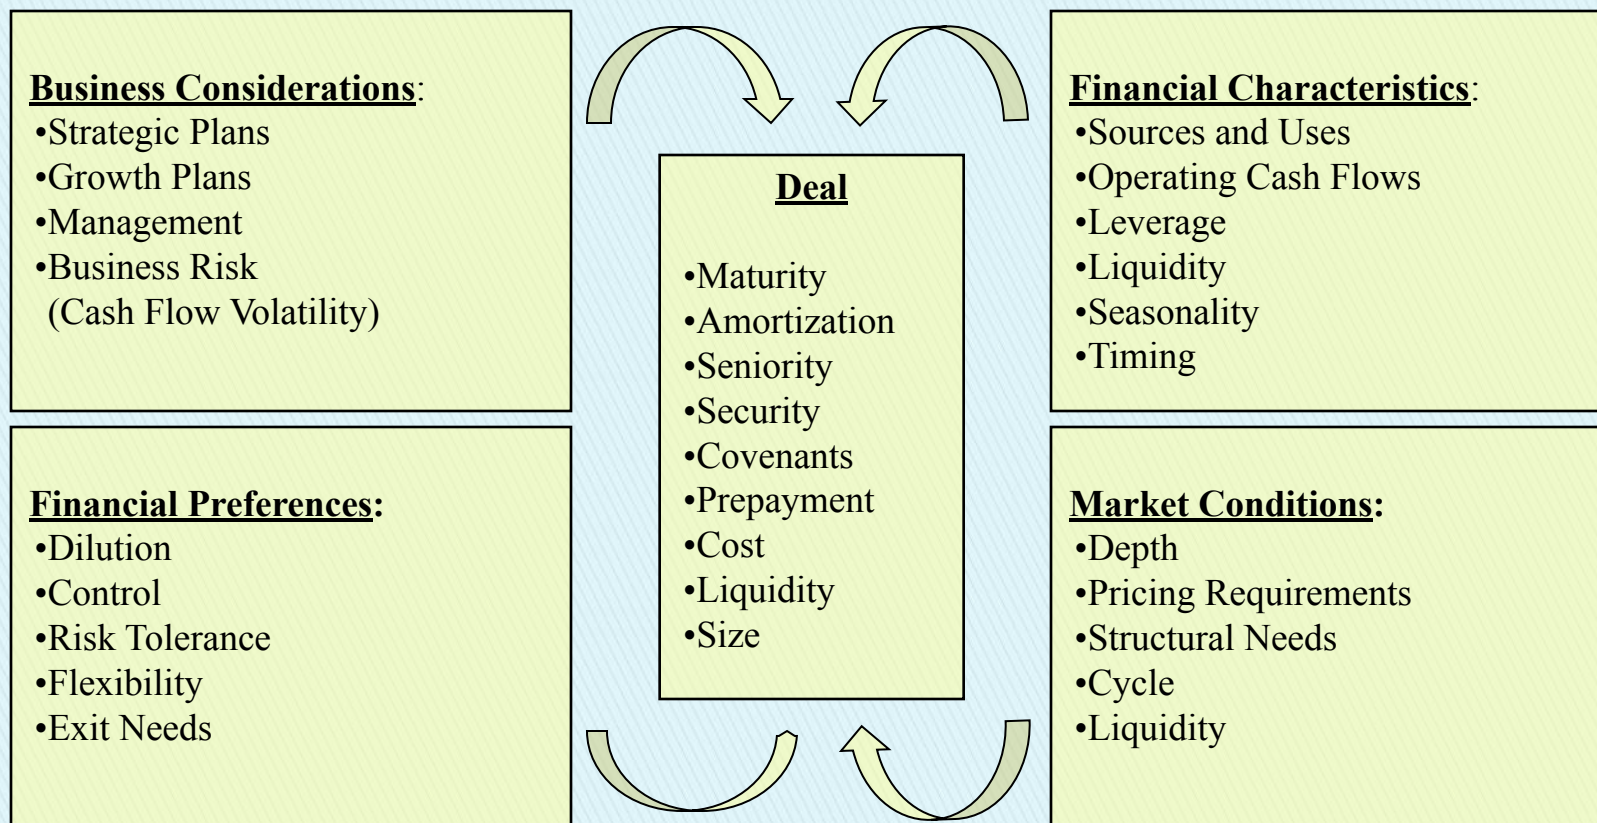 Business Considerations:
•Strategic Plans
•Growth Plans
•Management
•Business Risk
(Cash Flow Volatility)
Financial Preferences:
•Dilution
•Control
•Risk Tolerance
•Flexibility
•Exit Needs
Deal
•Maturity
•Amortization
•Seniority
•Security
•Covenants
•Prepayment
•Cost
•Liquidity
•Size
Financial Characteristics:
•Sources and Uses
•Operating Cash Flows
•Leverage
•Liquidity
•Seasonality
•Timing
Market Conditions:
•Depth
•Pricing Requirements
•Structural Needs
•Cycle
•Liquidity